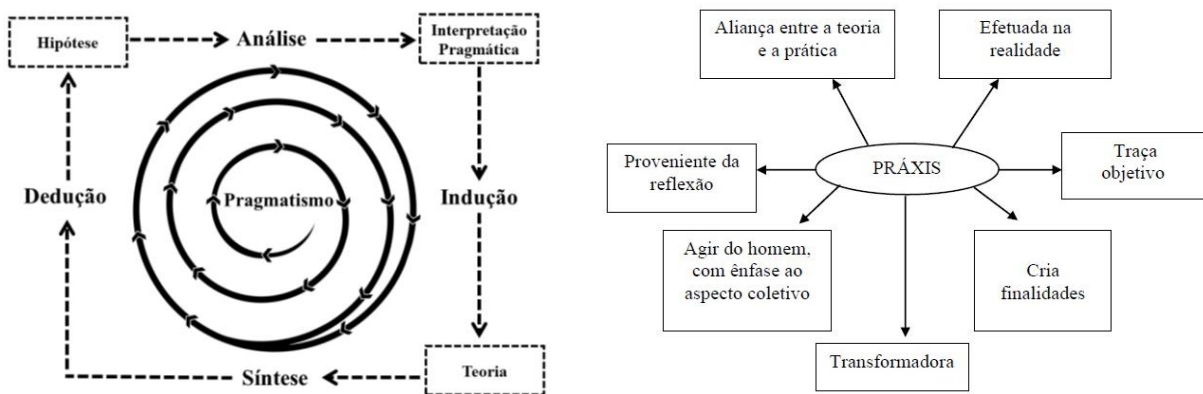 Hipótese
Análise
Interpretação
Pragmática
Dedução
Pragmatismo
Indução
Síntese
Teoria
Aliança entre a teoria
e a prática
Efetuada na
realidade
Proveniente da
reflexão
PRÁXIS
Traça
objetivo
Agir do homem,
com ênfase ao
aspecto coletivo
Cria
finalidades
Transformadora